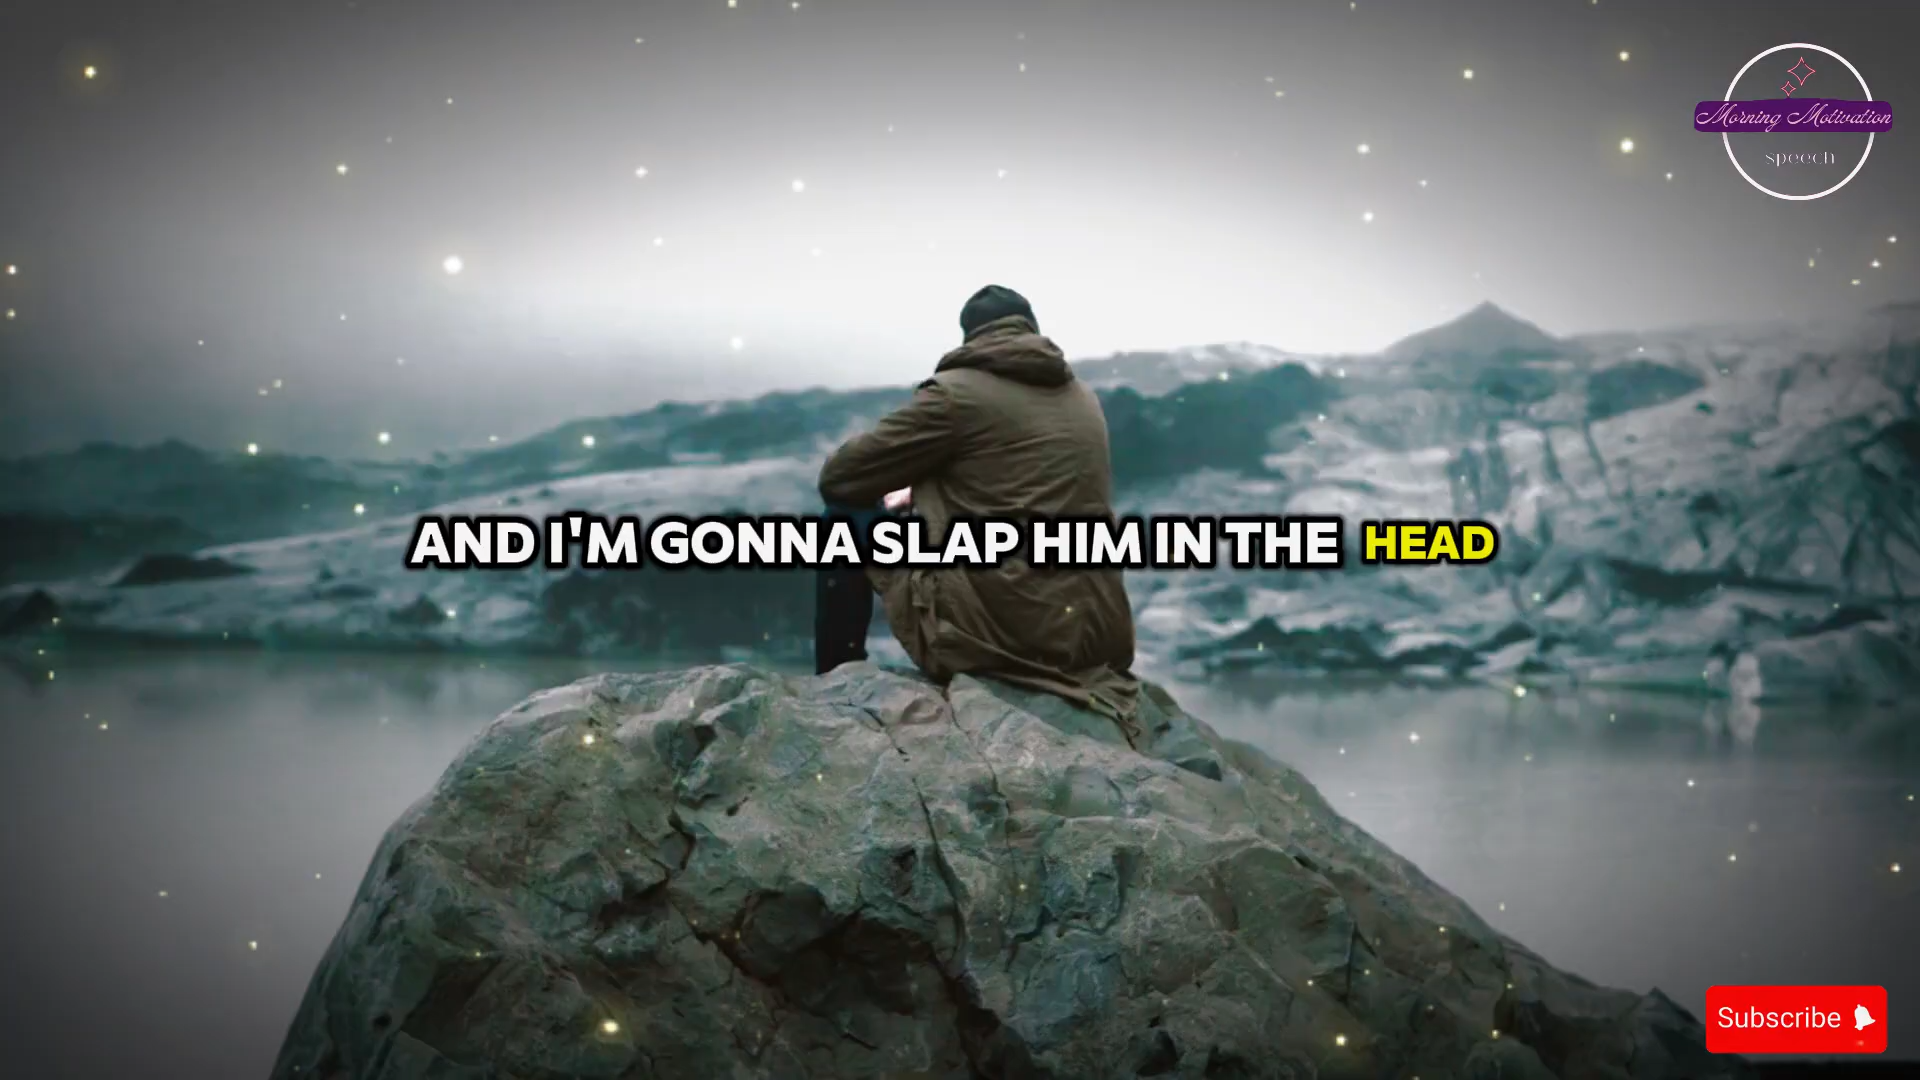 Morning Motivation
speech
AND I'M GONNA SLAP HIM IN THE HEAD
Subscribe